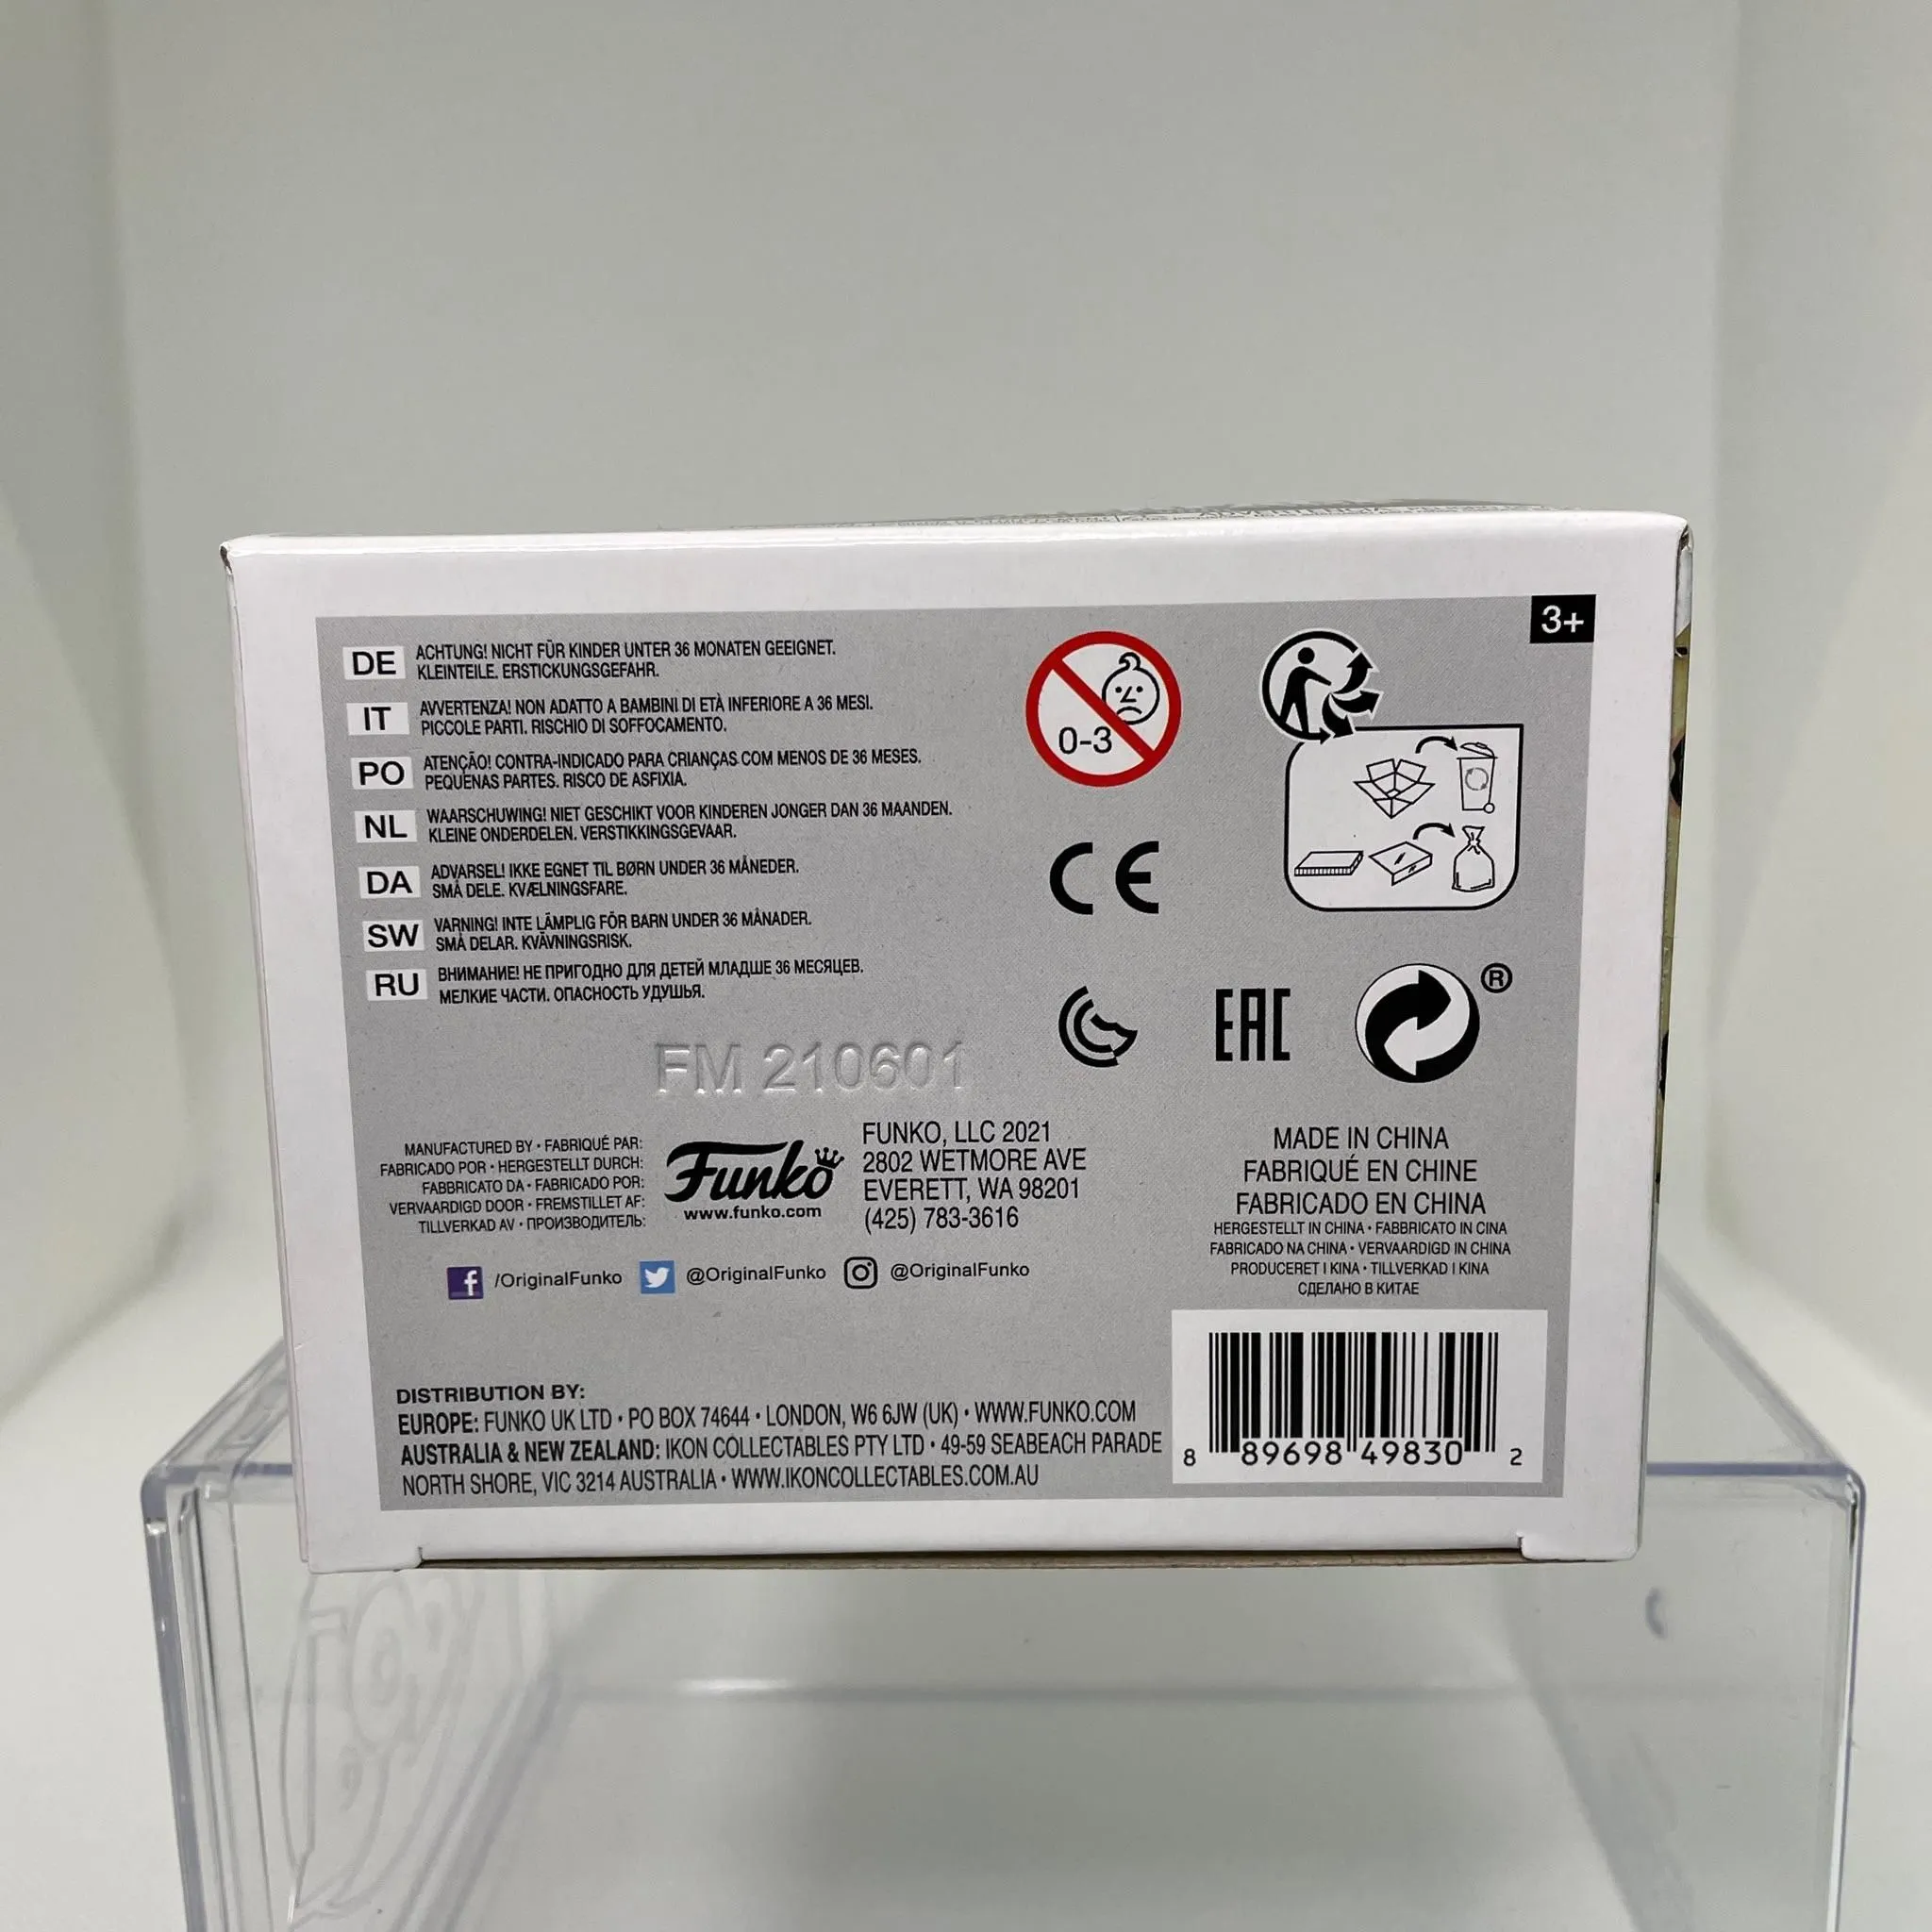 3+
DE ACHTUNG! NICHT FÜR KINDER UNTER 36 MONATEN GEEIGNET.
KLEINTEILE. ERSTICKUNGSGEFAHR.
IT AVVERTENZA! NON ADATTO A BAMBINI DI ETÀ INFERIORE A 36 MESI.
PICCOLE PARTI. RISCHIO DI SOFFOCAMENTO.
PO ATENÇÃO! CONTRA-INDICADO PARA CRIANÇAS COM MENOS DE 36 MESES.
PEQUENAS PARTES. RISCO DE ASFIXIA.
NL WAARSCHUWING! NIET GESCHIKT VOOR KINDEREN JONGER DAN 36 MAANDEN.
KLEINE ONDERDELEN. VERSTIKKINGSGEVAAR.
DA ADVARSEL! IKKE EGNET TIL BØRN UNDER 36 MÅNEDER.
SMÅ DELE. KVÆLNINGSFARE.
SW VARNING! INTE LÄMPLIG FÖR BARN UNDER 36 MÅNADER.
SMÅ DELAR. KVÄVNINGSRISK.
RU ВНИМАНИЕ! НЕ ПРИГОДНО ДЛЯ ДЕТЕЙ МЛАДШЕ 36 МЕСЯЦЕВ.
МЕЛКИЕ ЧАСТИ. ОПАСНОСТЬ УДУШЬЯ.
0-3
CE
EAC
®
FM 210601
MANUFACTURED BY • FABRIQUÉ PAR:
FABRICADO POR • HERGESTELLT DURCH:
FABBRICATO DA • FABRICADO POR:
VERVAARDIGD DOOR • FREMSTILLET AF:
TILLVERKAD AV • ПРОИЗВОДИТЕЛЬ:
Funko
www.funko.com
FUNKO, LLC 2021
2802 WETMORE AVE
EVERETT, WA 98201
(425) 783-3616
/OriginalFunko @OriginalFunko @OriginalFunko
MADE IN CHINA
FABRIQUÉ EN CHINE
FABRICADO EN CHINA
HERGESTELLT IN CHINA • FABBRICATO IN CINA
FABRICADO NA CHINA • VERVAARDIGD IN CHINA
PRODUCERET I KINA • TILLVERKAD I KINA
СДЕЛАНО В КИТАЕ
DISTRIBUTION BY:
EUROPE: FUNKO UK LTD • PO BOX 74644 • LONDON, W6 6JW (UK) • WWW.FUNKO.COM
AUSTRALIA & NEW ZEALAND: IKON COLLECTABLES PTY LTD • 49-59 SEABEACH PARADE
NORTH SHORE, VIC 3214 AUSTRALIA • WWW.IKONCOLLECTABLES.COM.AU
8 89698 49830 2